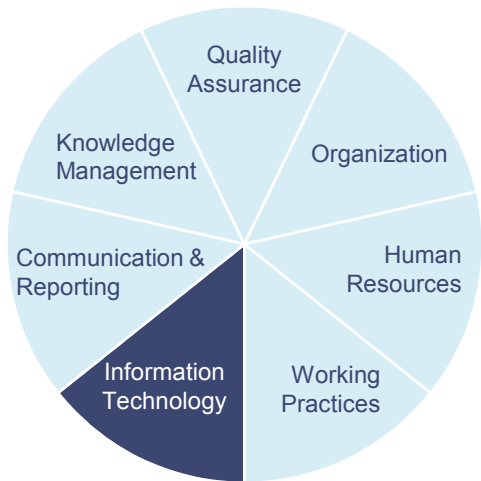 Quality
Assurance
Organization
Human
Resources
Working
Practices
Information
Technology
Communication &
Reporting
Knowledge
Management